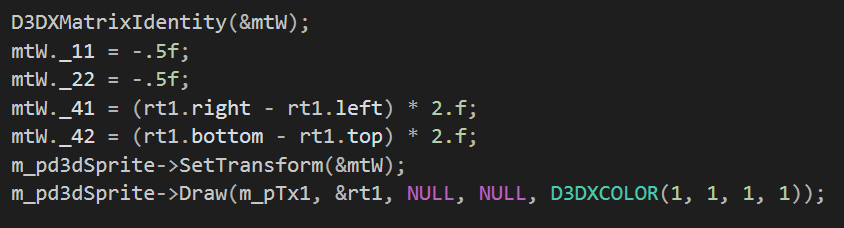 D3DXMatrixIdentity(&mtW);
mtW._11 = -.5f;
mtW._22 = -.5f;
mtW._41 = (rt1.right - rt1.left) * 2.f;
mtW._42 = (rt1.bottom - rt1.top) * 2.f;
m_pd3dSprite->SetTransform(&mtW);
m_pd3dSprite->Draw(m_pTx1, &rt1, NULL, NULL, D3DXCOLOR(1, 1, 1, 1));